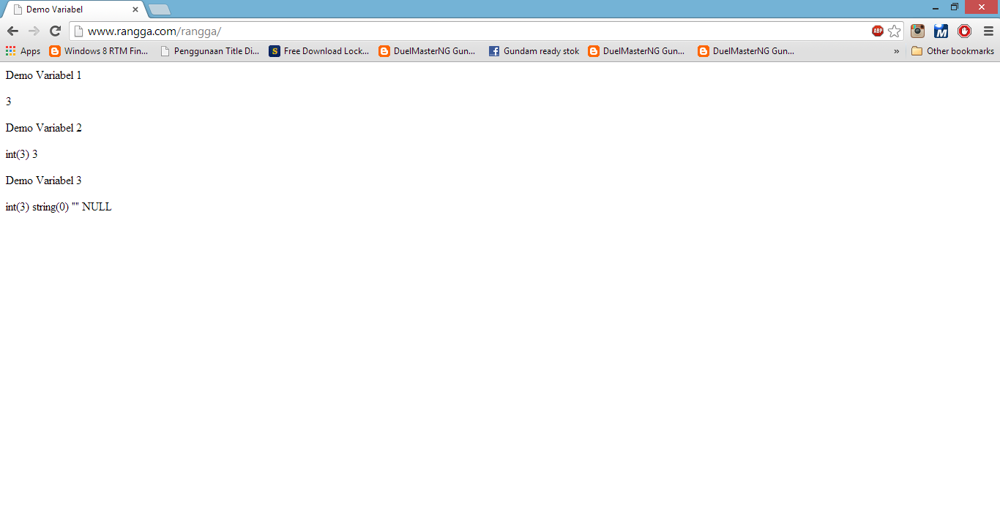 Demo Variabel
www.rangga.com/rangga/
ABP
Apps
Windows 8 RTM Fin...
Penggunaan Title Di...
S
Free Download Lock...
DuelMasterNG Gun...
Gundam ready stok
DuelMasterNG Gun...
DuelMasterNG Gun...
»
Other bookmarks
Demo Variabel 1
3
Demo Variabel 2
int(3) 3
Demo Variabel 3
int(3) string(0) "" NULL